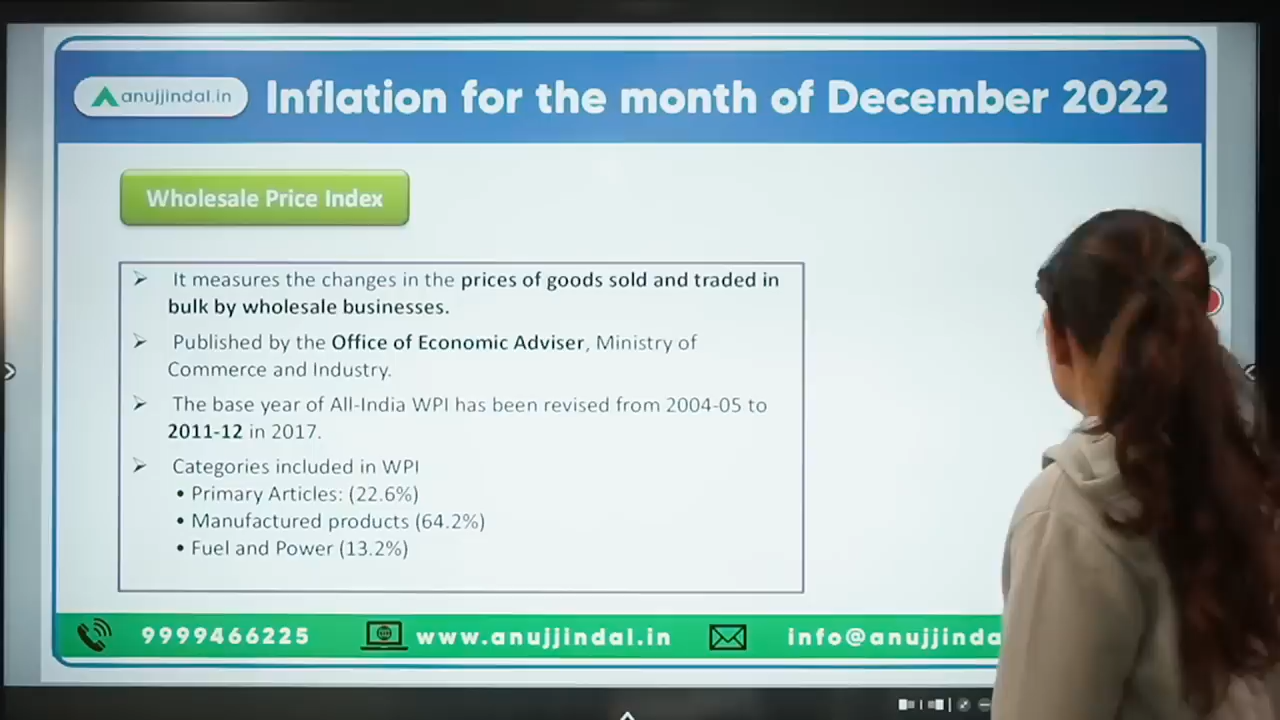 anujjindal.in
Inflation for the month of December 2022
Wholesale Price Index
➢ It measures the changes in the prices of goods sold and traded in
bulk by wholesale businesses.
➢ Published by the Office of Economic Adviser, Ministry of
Commerce and Industry.
➢ The base year of All-India WPI has been revised from 2004-05 to
2011-12 in 2017.
➢ Categories included in WPI
• Primary Articles: (22.6%)
• Manufactured products (64.2%)
• Fuel and Power (13.2%)
9999466225 www.anujjindal.in info@anujjinda